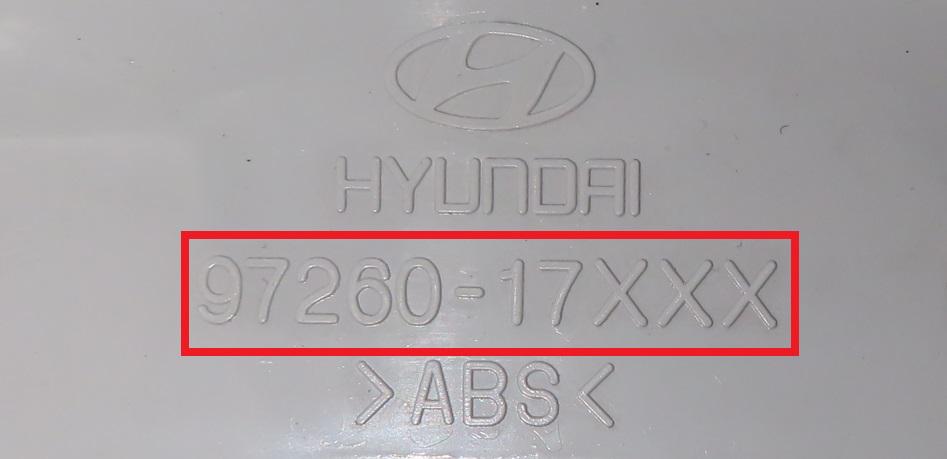 HYUNDAI
97260-17XXX
>ABS<